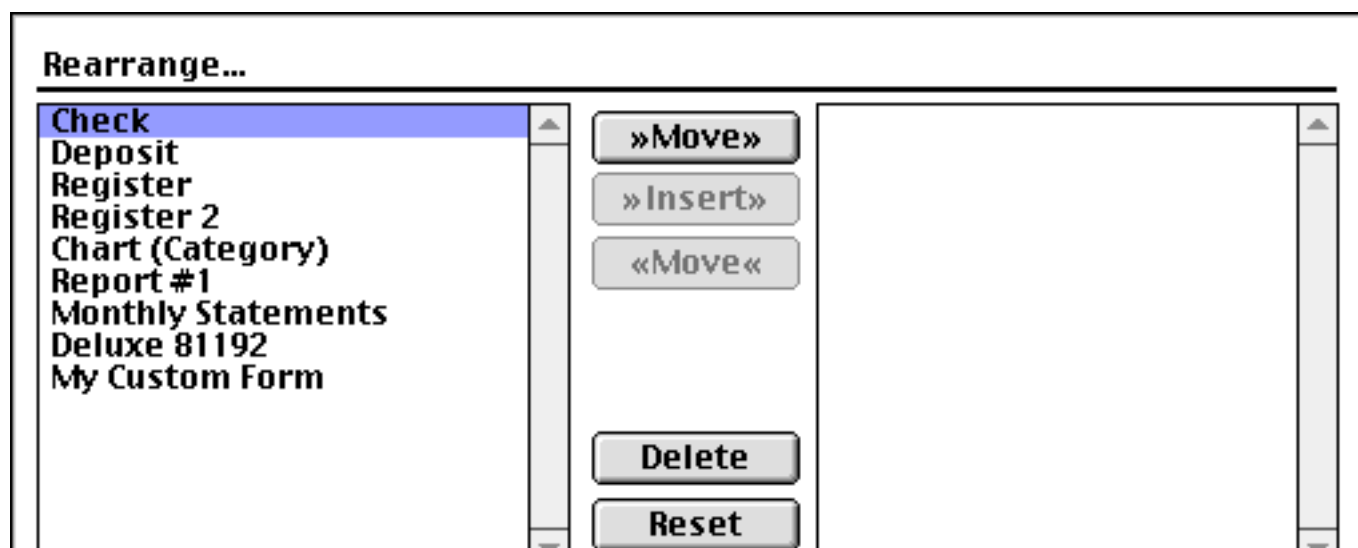 Rearrange...
Check
Deposit
Register
Register 2
Chart (Category)
Report #1
Monthly Statements
Deluxe 81192
My Custom Form
»Move»
»Insert»
«Move«
Delete
Reset